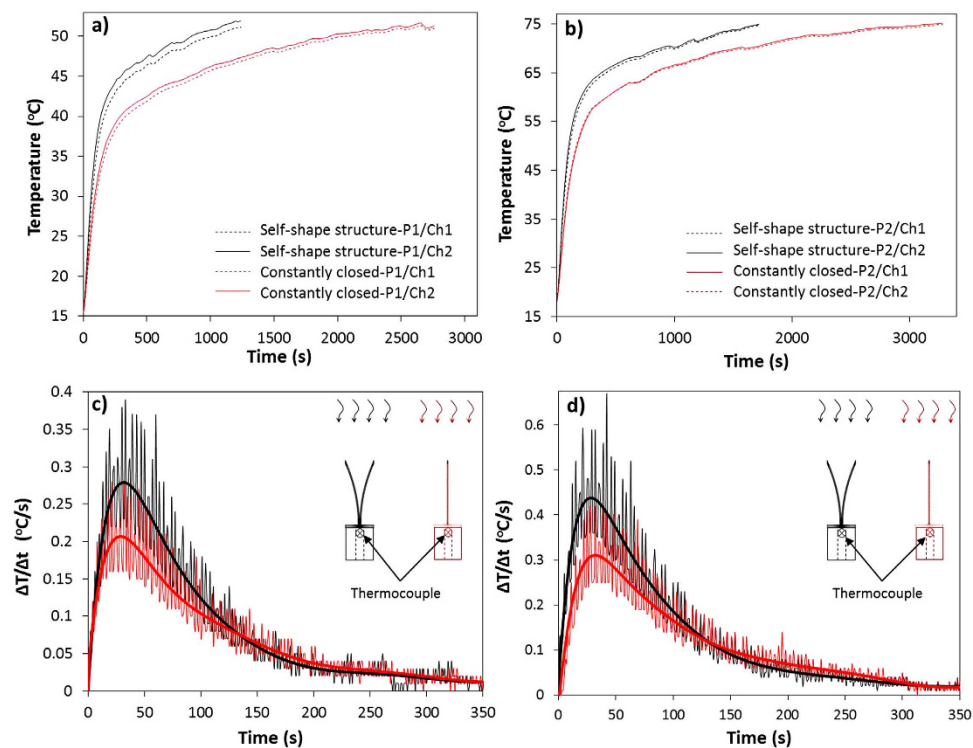 a)
Temperature (°C)
55
50
45
40
35
30
25
20
15
Self-shape structure-P1/Ch1
Self-shape structure-P1/Ch2
Constantly closed-P1/Ch1
Constantly closed-P1/Ch2
0 500 1000 1500 2000 2500 3000
Time (s)
b)
Temperature (°C)
75
65
55
45
35
25
15
Self-shape structure-P2/Ch1
Self-shape structure-P2/Ch2
Constantly closed-P2/Ch1
Constantly closed-P2/Ch2
0 1000 2000 3000
Time (s)
c)
ΔT/Δt (°C/s)
0.4
0.35
0.3
0.25
0.2
0.15
0.1
0.05
0
Thermocouple
0 50 100 150 200 250 300 350
Time (s)
d)
ΔT/Δt (°C/s)
0.6
0.5
0.4
0.3
0.2
0.1
0
Thermocouple
0 50 100 150 200 250 300 350
Time (s)